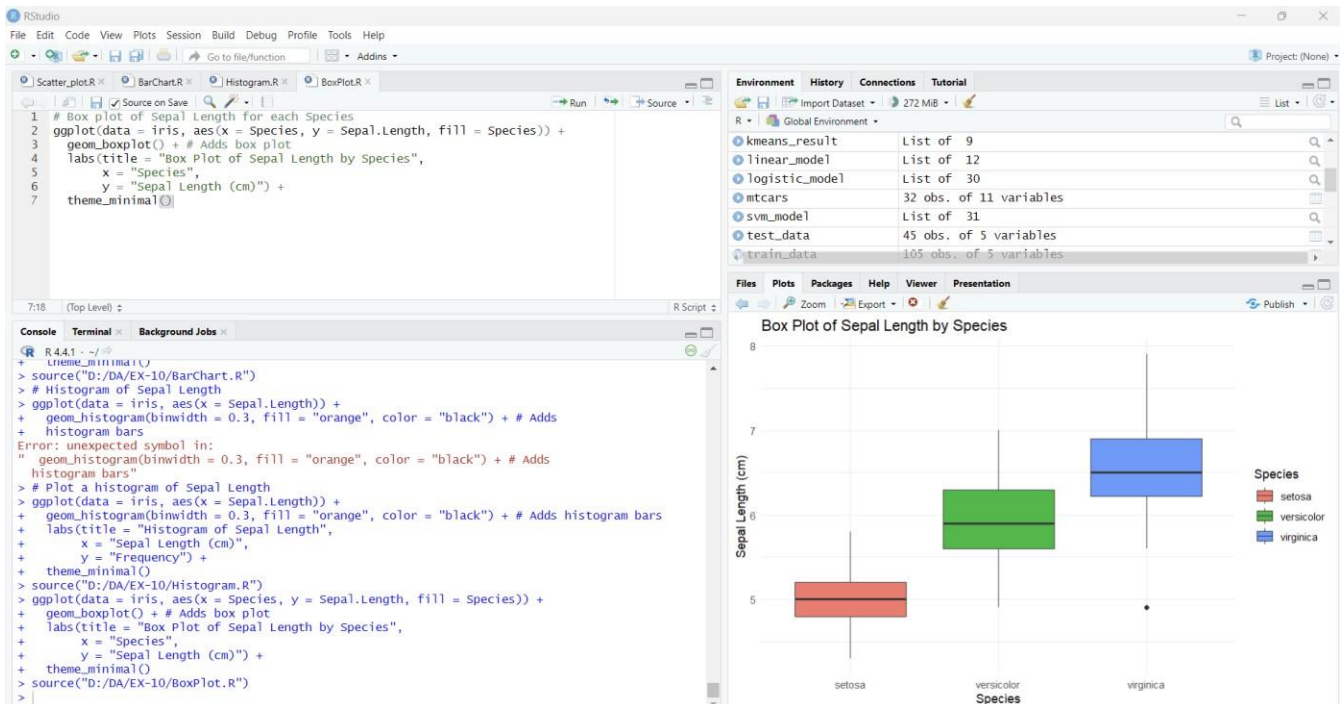 RStudio
File Edit Code View Plots Session Build Debug Profile Tools Help
Go to file/function Addins Project: (None)
Scatter_plot.R BarChart.R Histogram.R BoxPlot.R
Source on Save Run Source
1 # Box plot of Sepal Length for each Species
2 ggplot(data = iris, aes(x = Species, y = Sepal.Length, fill = Species)) +
3   geom_boxplot() + # Adds box plot
4   labs(title = "Box Plot of Sepal Length by Species",
5        x = "Species",
6        y = "Sepal Length (cm)") +
7   theme_minimal()
7:18 (Top Level) R Script
Console Terminal Background Jobs
R 4.4.1 · ~/
+   theme_minimal()
> source("D:/DA/EX-10/BarChart.R")
> # Histogram of Sepal Length
> ggplot(data = iris, aes(x = Sepal.Length)) +
+   geom_histogram(binwidth = 0.3, fill = "orange", color = "black") + # Adds
+   histogram bars
Error: unexpected symbol in:
"  geom_histogram(binwidth = 0.3, fill = "orange", color = "black") + # Adds
  histogram bars"
> # Plot a histogram of Sepal Length
> ggplot(data = iris, aes(x = Sepal.Length)) +
+   geom_histogram(binwidth = 0.3, fill = "orange", color = "black") + # Adds histogram bars
+   labs(title = "Histogram of Sepal Length",
+        x = "Sepal Length (cm)",
+        y = "Frequency") +
+   theme_minimal()
> source("D:/DA/EX-10/Histogram.R")
> ggplot(data = iris, aes(x = Species, y = Sepal.Length, fill = Species)) +
+   geom_boxplot() + # Adds box plot
+   labs(title = "Box Plot of Sepal Length by Species",
+        x = "Species",
+        y = "Sepal Length (cm)") +
+   theme_minimal()
> source("D:/DA/EX-10/BoxPlot.R")
>
Environment History Connections Tutorial
Import Dataset 272 MiB List
R Global Environment
kmeans_result List of 9
linear_model List of 12
logistic_model List of 30
mtcars 32 obs. of 11 variables
svm_model List of 31
test_data 45 obs. of 5 variables
train_data 105 obs. of 5 variables
Files Plots Packages Help Viewer Presentation
Zoom Export Publish
Box Plot of Sepal Length by Species
8
7
6
5
Sepal Length (cm)
setosa versicolor virginica
Species
Species
setosa
versicolor
virginica